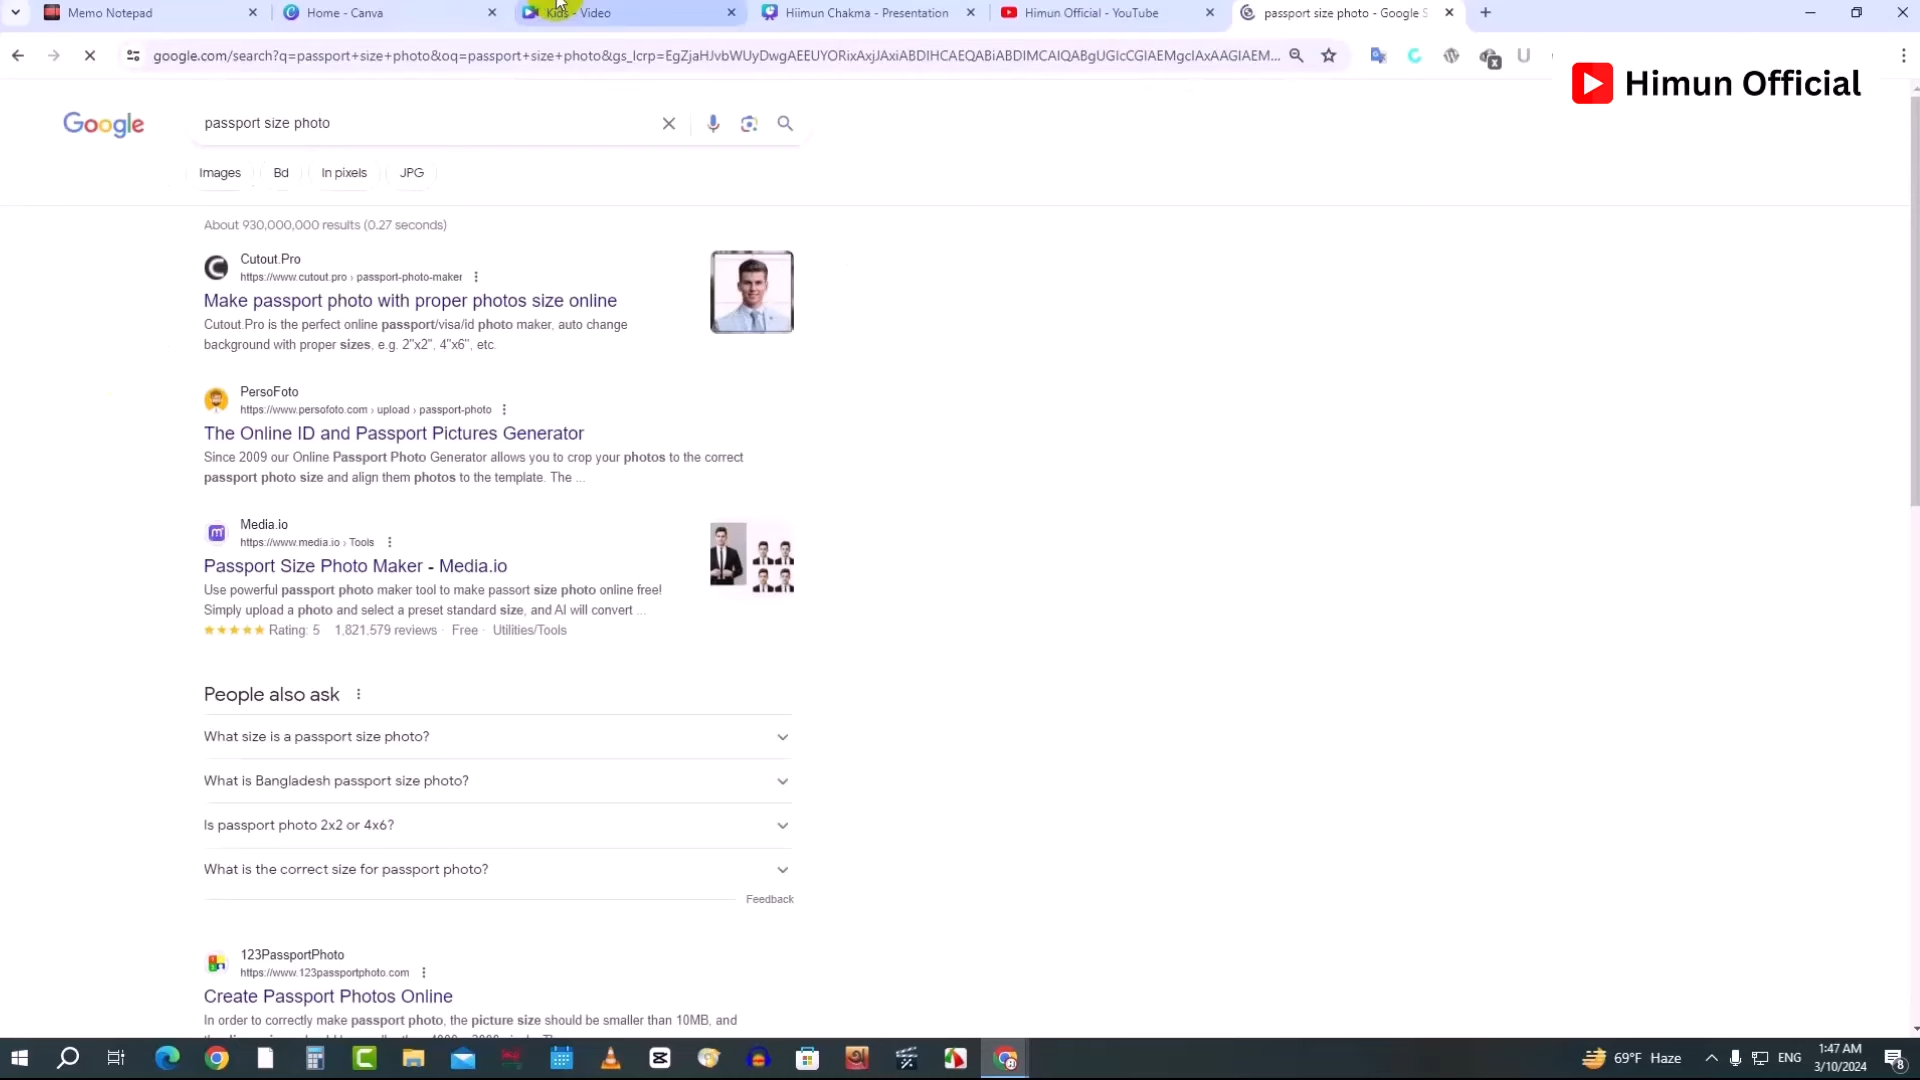 Memo Notepad
Home - Canva
Kids - Video
Hiimun Chakma - Presentation
Himun Official - YouTube
passport size photo - Google S
google.com/search?q=passport+size+photo&oq=passport+size+photo&gs_lcrp=EgZjaHJvbWUyDwgAEEUYORixAxjJAxiABDIHCAEQABiABDIMCAIQABgUGIcCGIAEMgcIAxAAGIAEM...
Himun Official
Google
passport size photo
Images
Bd
In pixels
JPG
About 930,000,000 results (0.27 seconds)
Cutout.Pro
https://www.cutout.pro › passport-photo-maker
Make passport photo with proper photos size online
Cutout.Pro is the perfect online passport/visa/id photo maker, auto change
background with proper sizes, e.g. 2"x2", 4"x6", etc.
PersoFoto
https://www.persofoto.com › upload › passport-photo
The Online ID and Passport Pictures Generator
Since 2009 our Online Passport Photo Generator allows you to crop your photos to the correct
passport photo size and align them photos to the template. The ...
Media.io
https://www.media.io › Tools
Passport Size Photo Maker - Media.io
Use powerful passport photo maker tool to make passort size photo online free!
Simply upload a photo and select a preset standard size, and AI will convert ...
Rating: 5 1,821,579 reviews · Free · Utilities/Tools
People also ask
What size is a passport size photo?
What is Bangladesh passport size photo?
Is passport photo 2x2 or 4x6?
What is the correct size for passport photo?
Feedback
123PassportPhoto
https://www.123passportphoto.com
Create Passport Photos Online
In order to correctly make passport photo, the picture size should be smaller than 10MB, and
69°F Haze
ENG
1:47 AM
3/10/2024
8